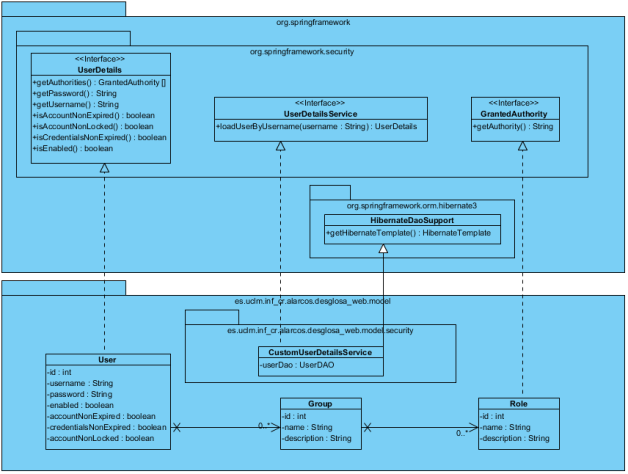 org.springframework
org.springframework.security
<<Interface>>
UserDetails
+getAuthorities() : GrantedAuthority []
+getPassword() : String
+getUsername() : String
+isAccountNonExpired() : boolean
+isAccountNonLocked() : boolean
+isCredentialsNonExpired() : boolean
+isEnabled() : boolean
<<Interface>>
UserDetailsService
+loadUserByUsername(username : String) : UserDetails
<<Interface>>
GrantedAuthority
+getAuthority() : String
org.springframework.orm.hibernate3
HibernateDaoSupport
+getHibernateTemplate() : HibernateTemplate
es.uclm.inf_cr.alarcos.desglosa_web.model
es.uclm.inf_cr.alarcos.desglosa_web.model.security
CustomUserDetailsService
-userDao : UserDAO
User
-id : int
-username : String
-password : String
-enabled : boolean
-accountNonExpired : boolean
-credentialsNonExpired : boolean
-accountNonLocked : boolean
0..*
Group
-id : int
-name : String
-description : String
0..*
Role
-id : int
-name : String
-description : String